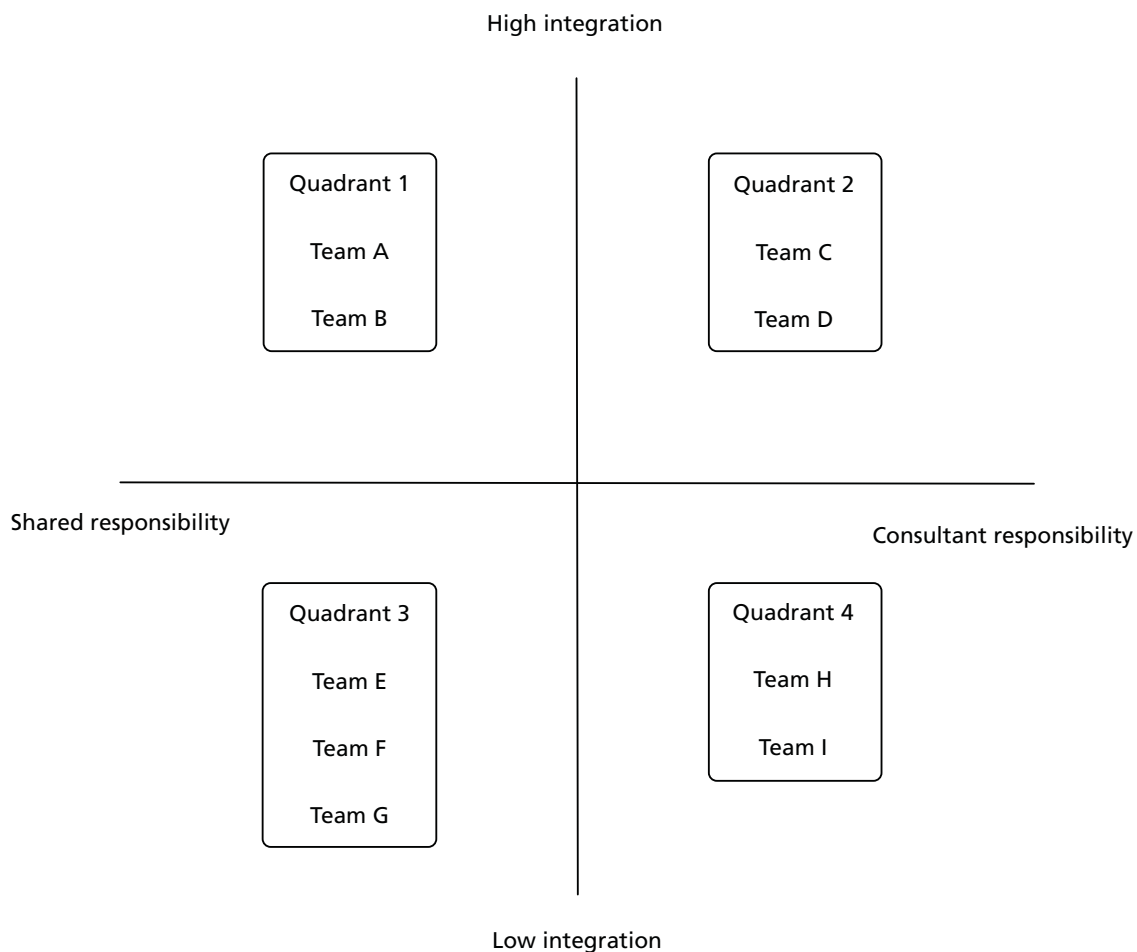 High integration
Quadrant 1
Team A
Team B
Quadrant 2
Team C
Team D
Shared responsibility
Consultant responsibility
Quadrant 3
Team E
Team F
Team G
Quadrant 4
Team H
Team I
Low integration